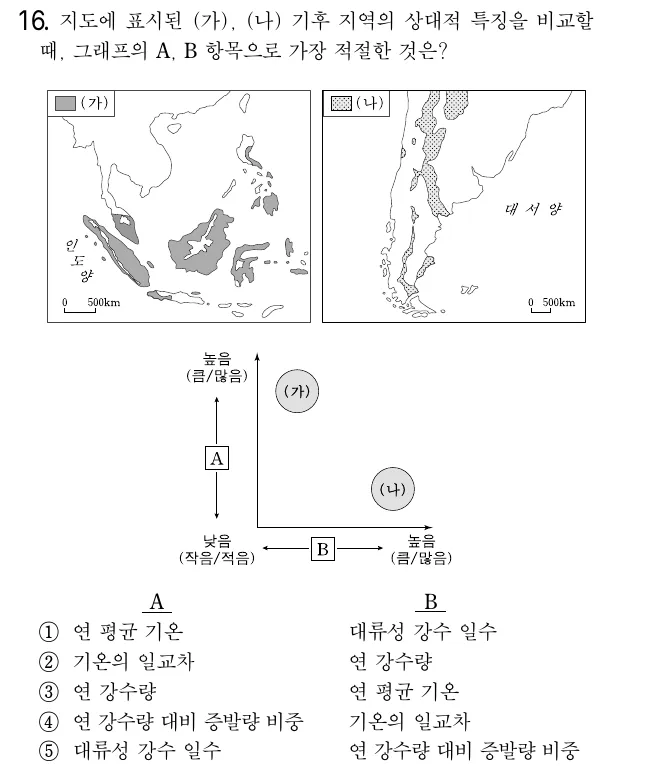 16. 지도에 표시된 (가), (나) 기후 지역의 상대적 특징을 비교할
때, 그래프의 A, B 항목으로 가장 적절한 것은?
(가)
(나)
인
도
양
대 서 양
0 500km
0 500km
높음
(큼/많음)
(가)
A
(나)
낮음
(작음/적음)
B
높음
(큼/많음)
A B
① 연 평균 기온 대류성 강수 일수
② 기온의 일교차 연 강수량
③ 연 강수량 연 평균 기온
④ 연 강수량 대비 증발량 비중 기온의 일교차
⑤ 대류성 강수 일수 연 강수량 대비 증발량 비중